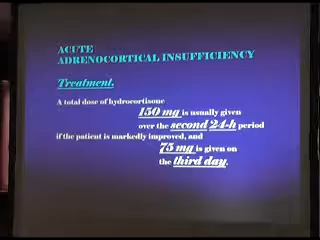 ACUTE
ADRENOCORTICAL INSUFFICIENCY
Treatment.
A total dose of hydrocortisone
150 mg is usually given
over the second 24-h period
if the patient is markedly improved, and
75 mg is given on
the third day.